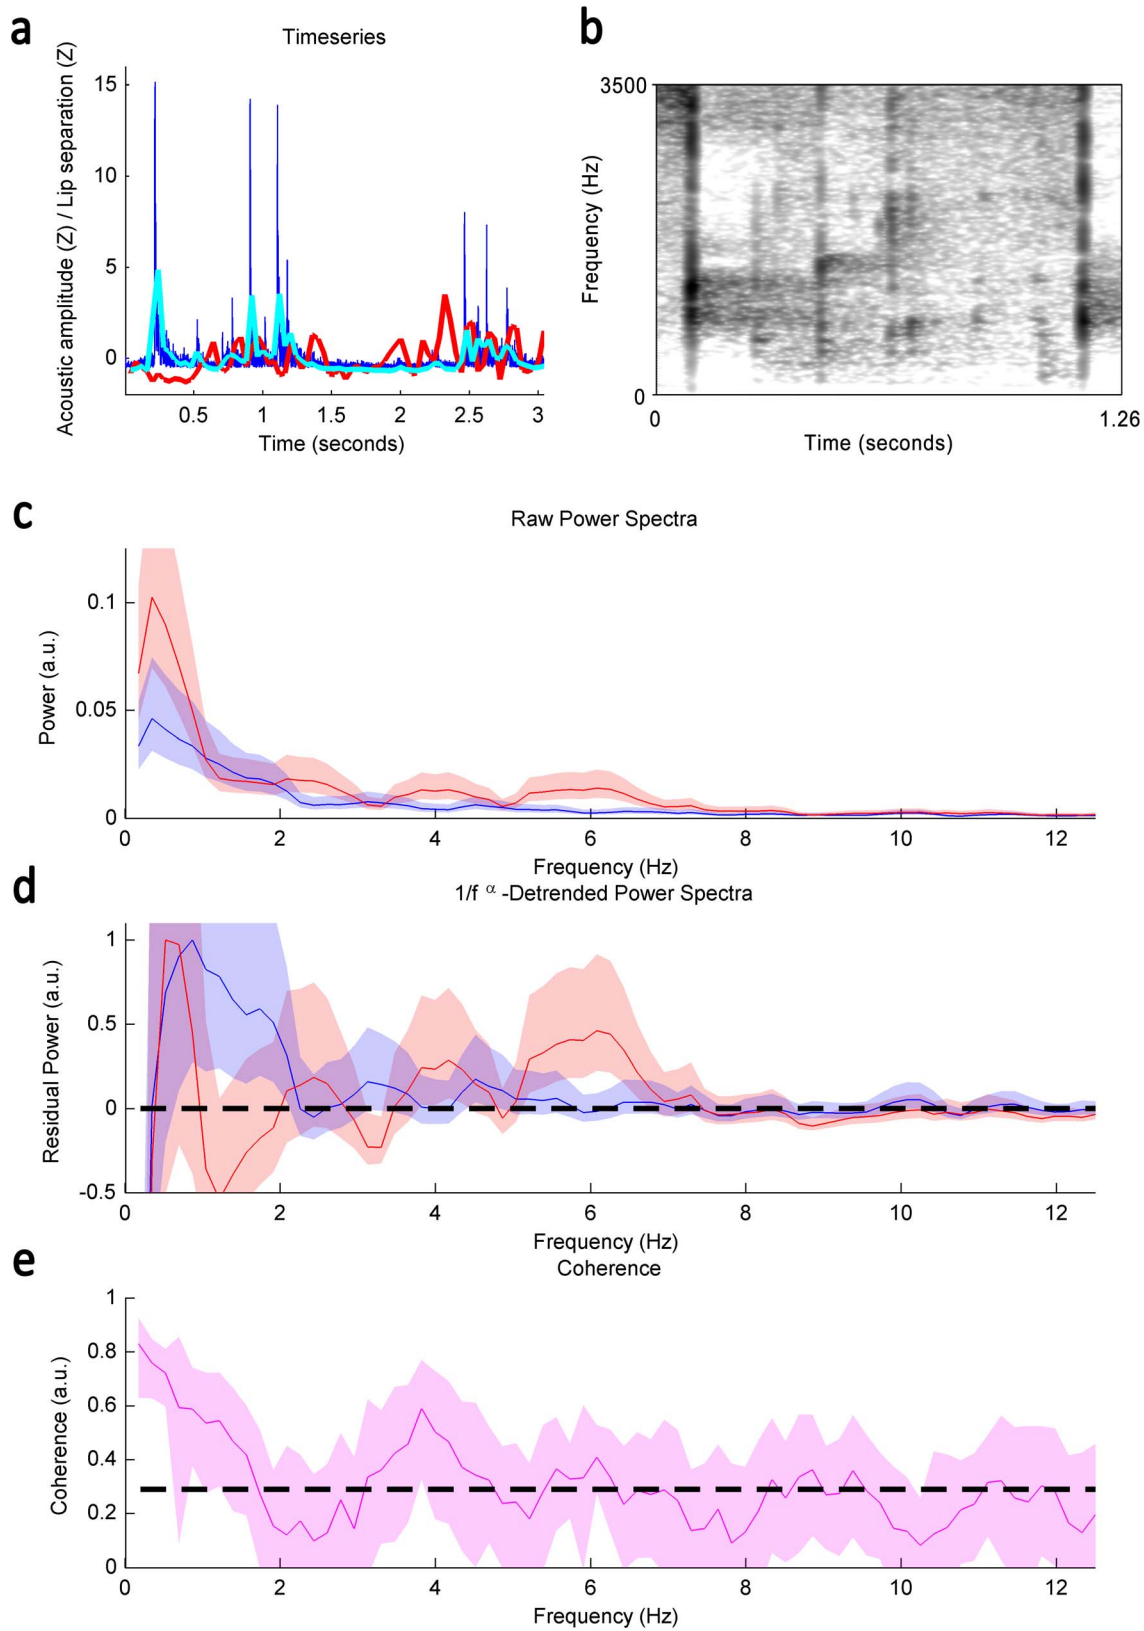 a
Timeseries
Acoustic amplitude (Z) / Lip separation (Z)
15
10
5
0
0.5 1 1.5 2 2.5 3
Time (seconds)
b
3500
Frequency (Hz)
0
0 1.26
Time (seconds)
c
Raw Power Spectra
Power (a.u.)
0.1
0.05
0
0 2 4 6 8 10 12
Frequency (Hz)
d
1/f α -Detrended Power Spectra
Residual Power (a.u.)
1
0.5
0
-0.5
0 2 4 6 8 10 12
Frequency (Hz)
e
Coherence
Coherence (a.u.)
1
0.8
0.6
0.4
0.2
0
0 2 4 6 8 10 12
Frequency (Hz)